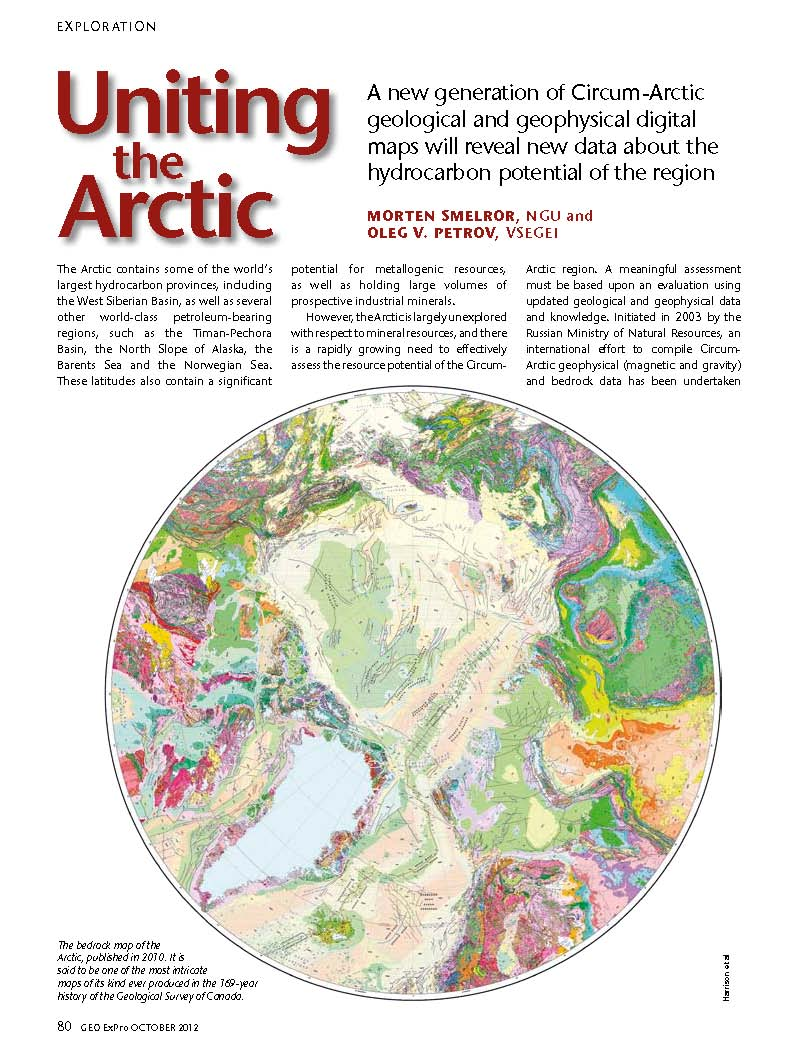 EXPLORATION
Uniting
the
Arctic
A new generation of Circum-Arctic
geological and geophysical digital
maps will reveal new data about the
hydrocarbon potential of the region
MORTEN SMELROR, NGU and
OLEG V. PETROV, VSEGEI
The Arctic contains some of the world's
largest hydrocarbon provinces, including
the West Siberian Basin, as well as several
other world-class petroleum-bearing
regions, such as the Timan-Pechora
Basin, the North Slope of Alaska, the
Barents Sea and the Norwegian Sea.
These latitudes also contain a significant
potential for metallogenic resources,
as well as holding large volumes of
prospective industrial minerals.
However, the Arctic is largely unexplored
with respect to mineral resources, and there
is a rapidly growing need to effectively
assess the resource potential of the Circum-
Arctic region. A meaningful assessment
must be based upon an evaluation using
updated geological and geophysical data
and knowledge. Initiated in 2003 by the
Russian Ministry of Natural Resources, an
international effort to compile Circum-
Arctic geophysical (magnetic and gravity)
and bedrock data has been undertaken
The bedrock map of the
Arctic, published in 2010. It is
said to be one of the most intricate
maps of its kind ever produced in the 169-year
history of the Geological Survey of Canada.
Harrison et al
80 GEO ExPro OCTOBER 2012